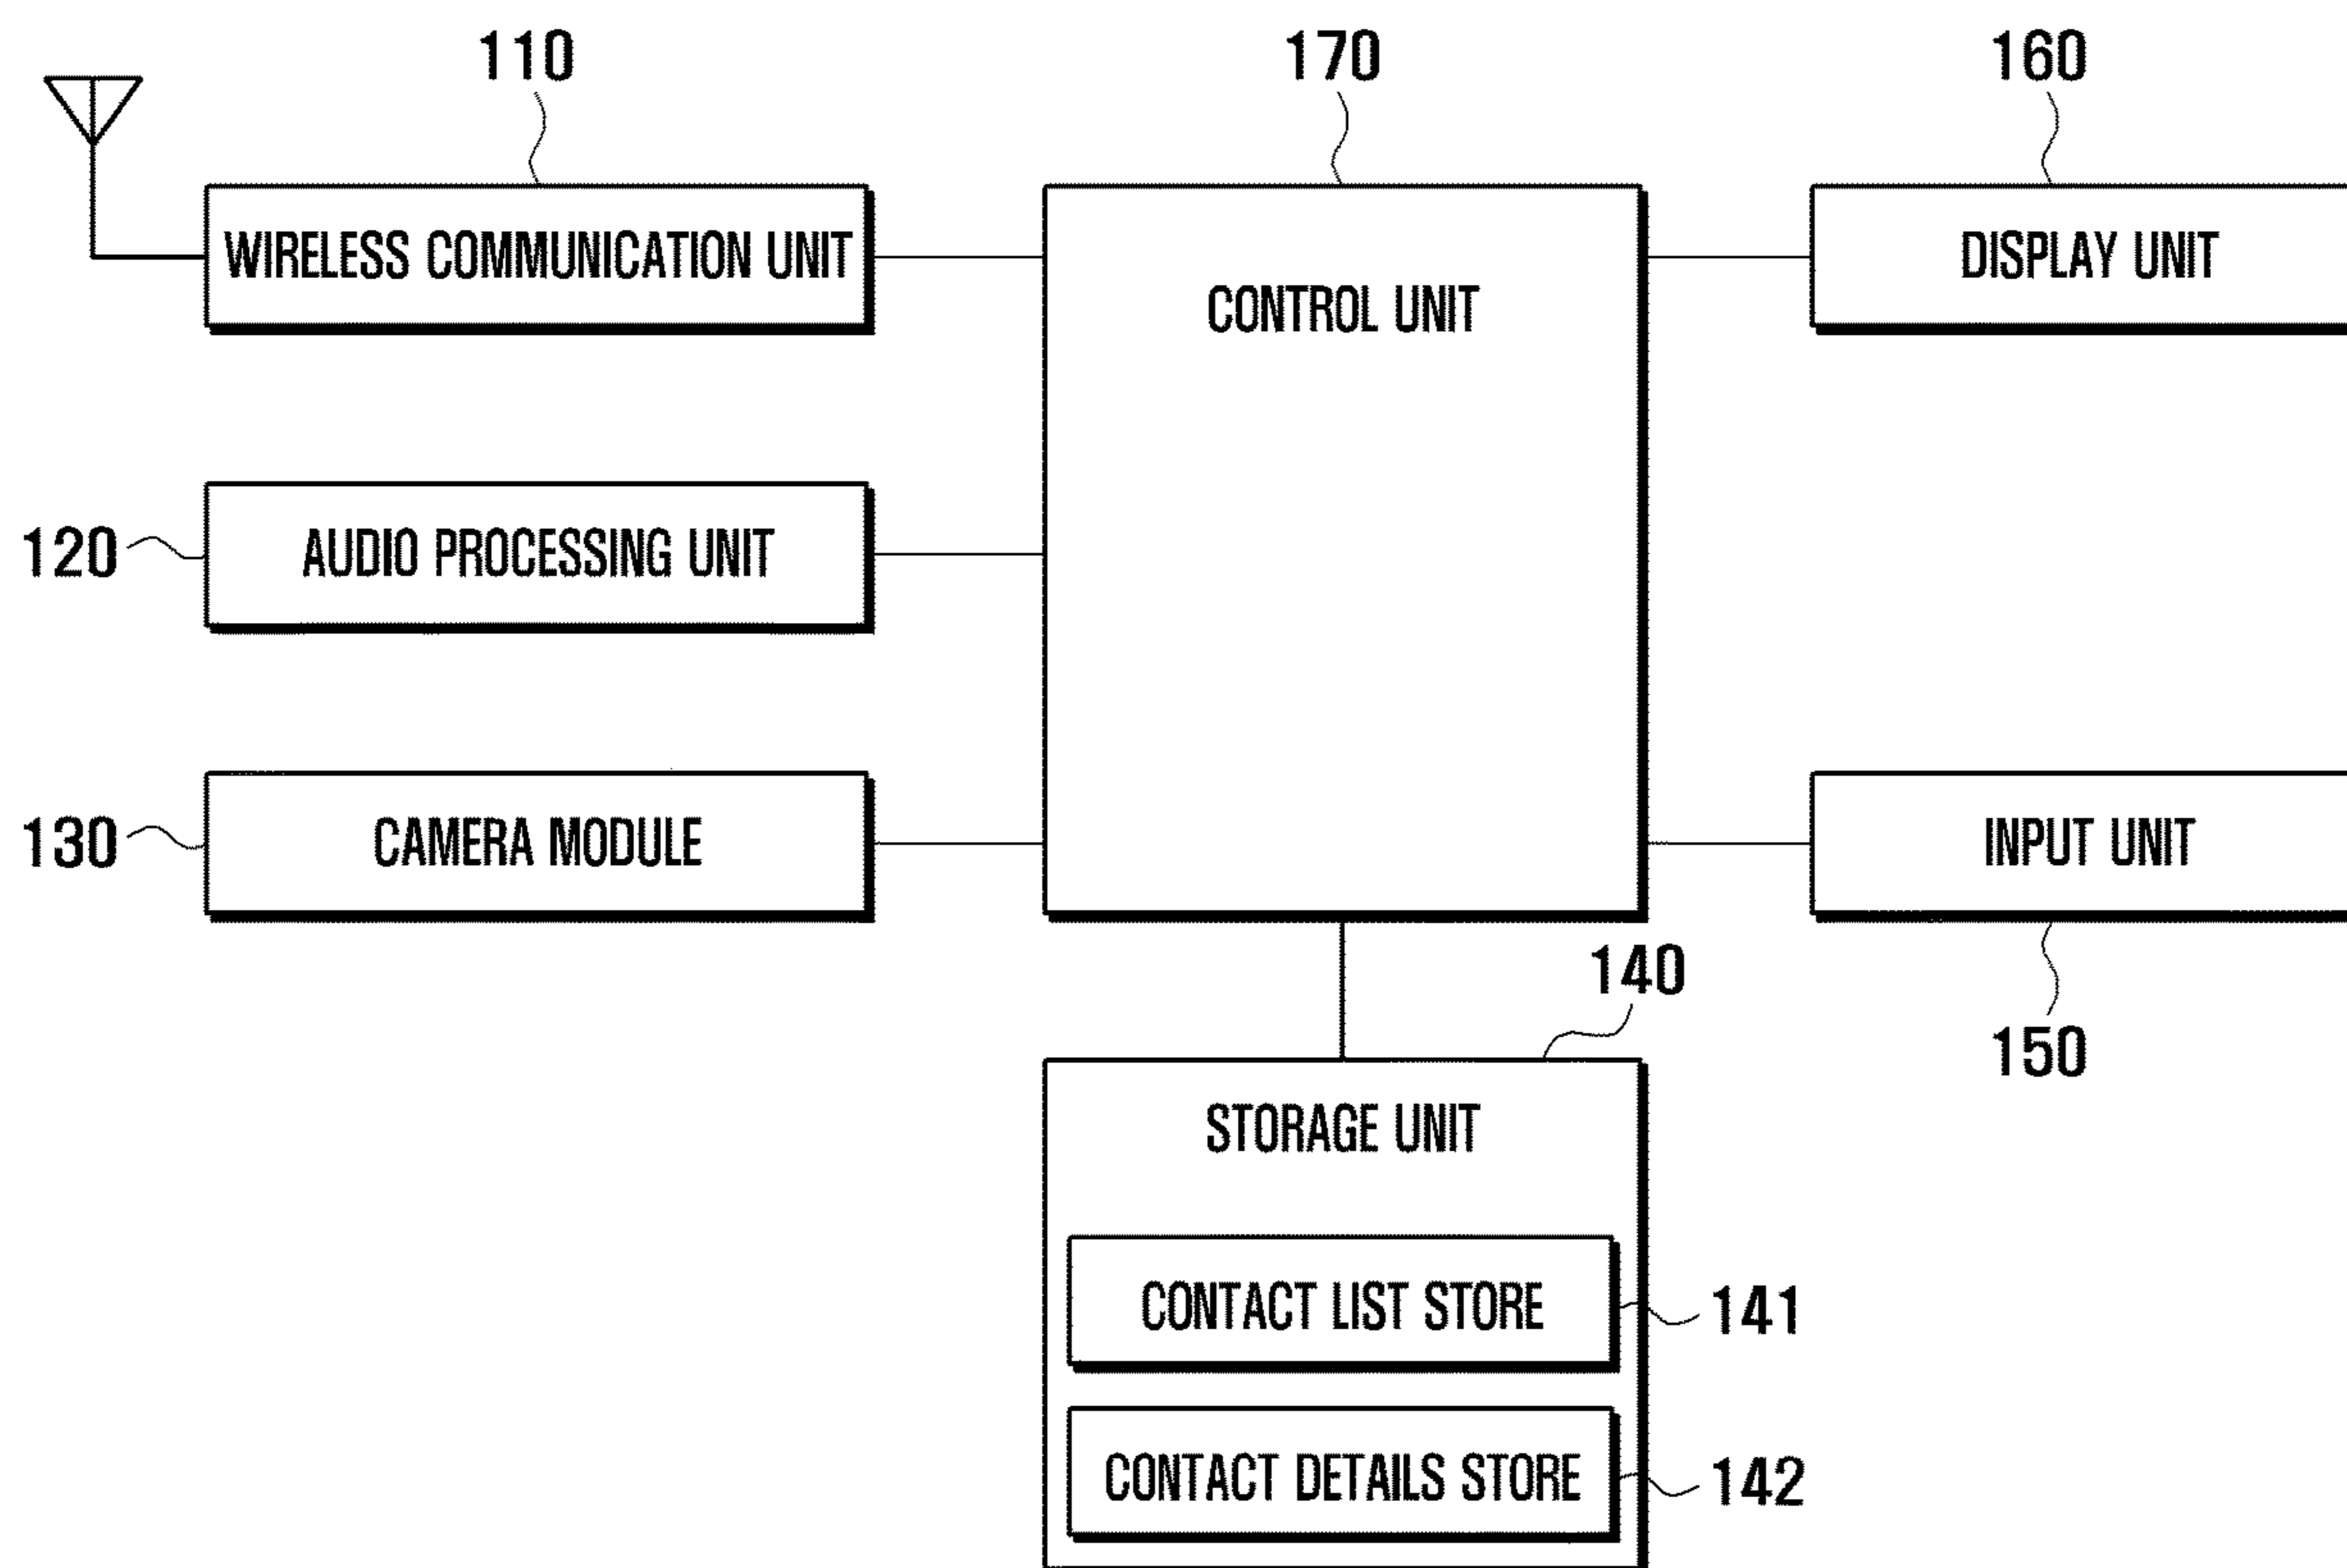 110
170
160
WIRELESS COMMUNICATION UNIT
CONTROL UNIT
DISPLAY UNIT
120
AUDIO PROCESSING UNIT
130
CAMERA MODULE
INPUT UNIT
140
150
STORAGE UNIT
CONTACT LIST STORE
141
CONTACT DETAILS STORE
142